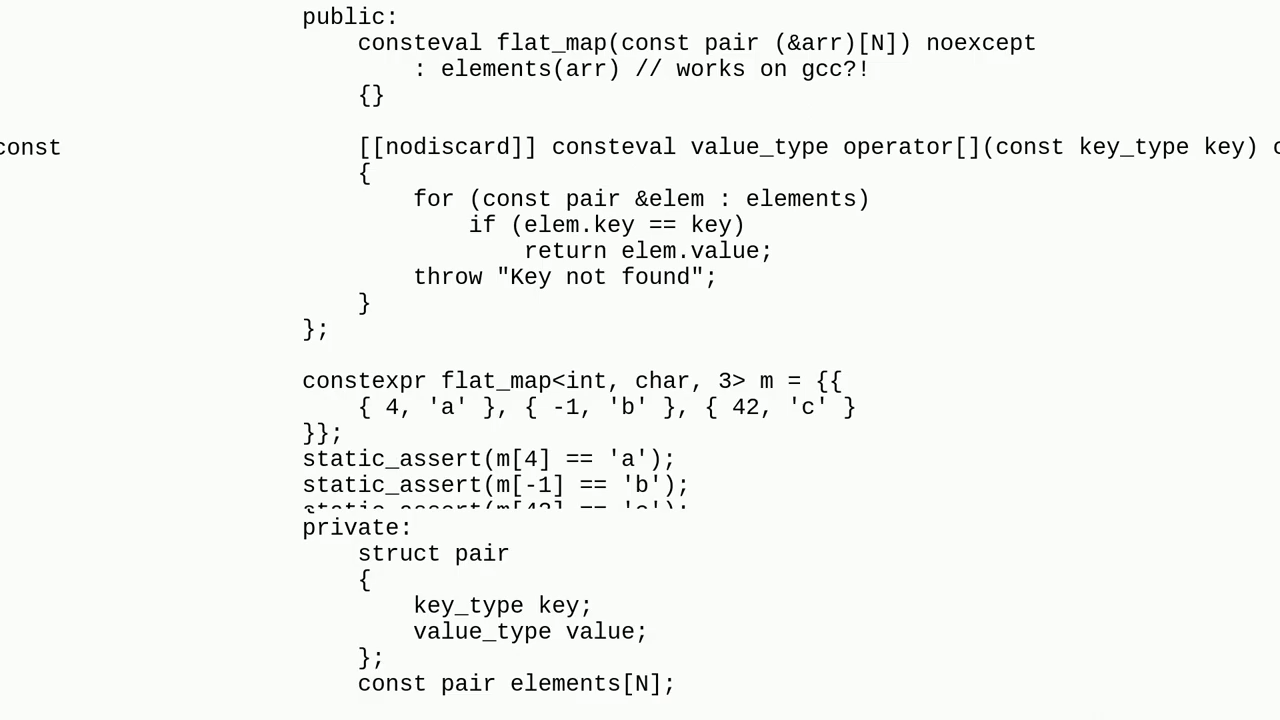 public:
    consteval flat_map(const pair (&arr)[N]) noexcept
        : elements(arr) // works on gcc?!
    {}
const
    [[nodiscard]] consteval value_type operator[](const key_type key) c
    {
        for (const pair &elem : elements)
            if (elem.key == key)
                return elem.value;
        throw "Key not found";
    }
};
constexpr flat_map<int, char, 3> m = {{
    { 4, 'a' }, { -1, 'b' }, { 42, 'c' }
}};
static_assert(m[4] == 'a');
static_assert(m[-1] == 'b');
static_assert(m[42] == 'c');
private:
    struct pair
    {
        key_type key;
        value_type value;
    };
    const pair elements[N];